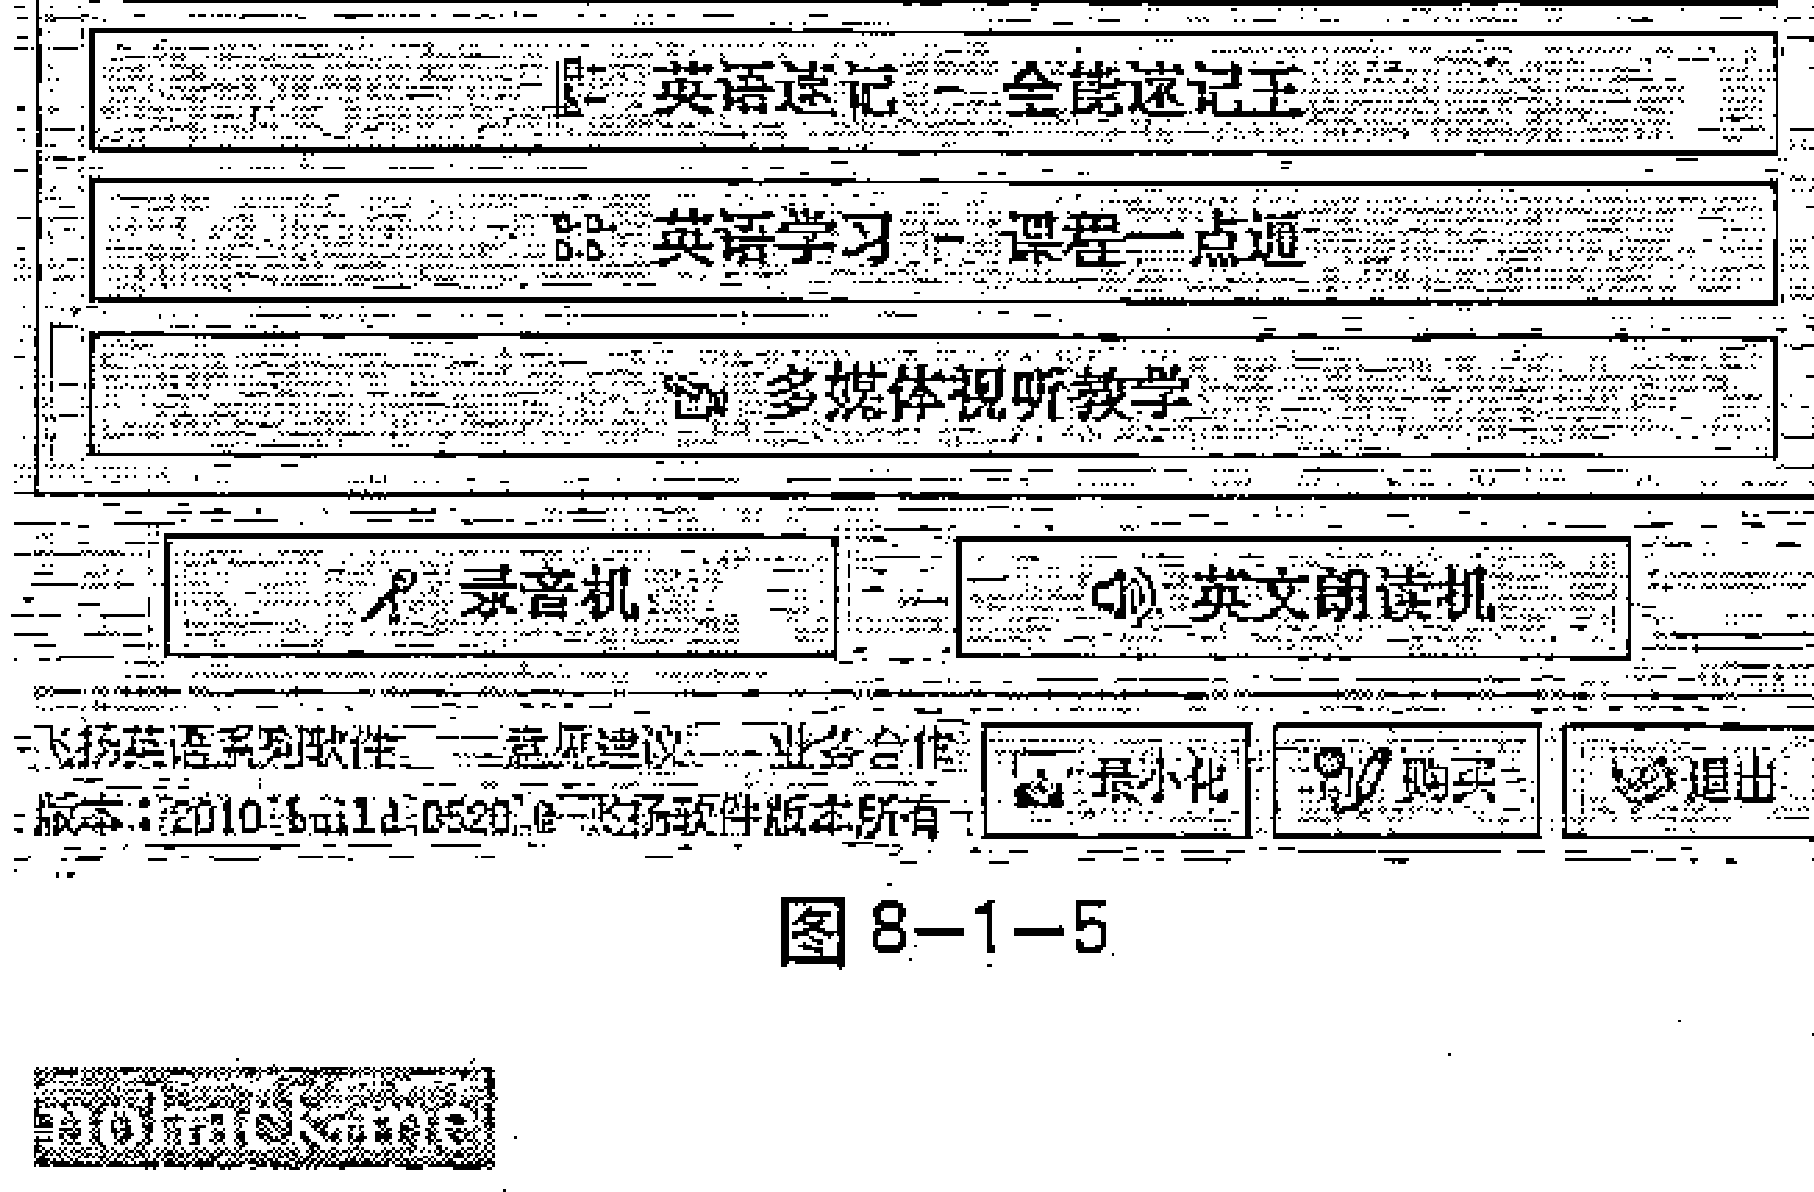 英语速记 - 全能速记王
英语学习 - 课程一点通
多媒体视听教学
录音机 英文朗读机
飞扬英语系列软件 意见建议 业务合作 最小化 购买 退出
版本：2010 build 0520 © 飞扬软件版本所有
图 8－1－5
nohack.me